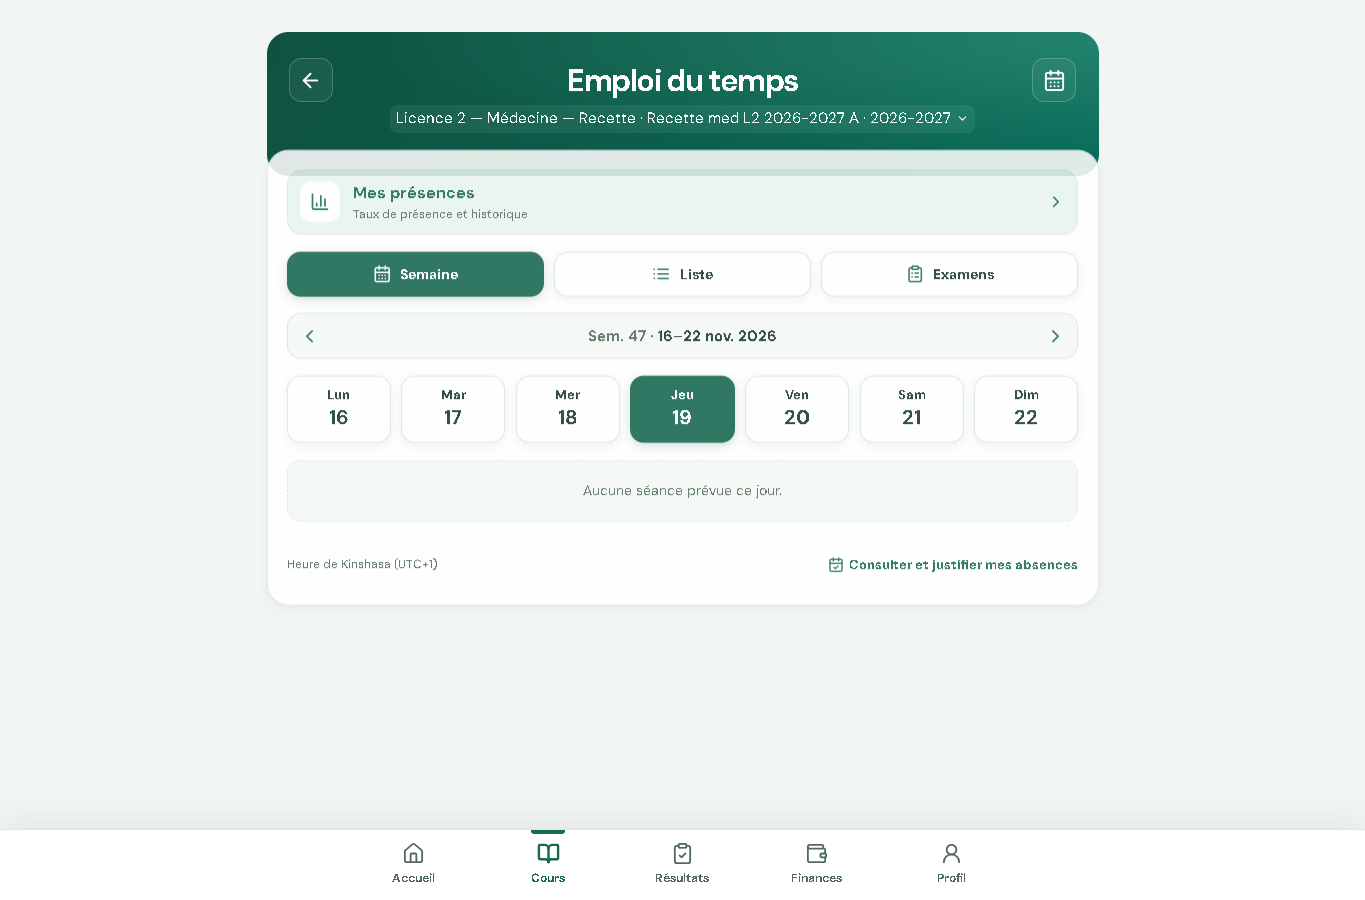 Emploi du temps
Licence 2 — Médecine — Recette · Recette med L2 2026-2027 A · 2026-2027
Mes présences
Taux de présence et historique
Semaine
Liste
Examens
Sem. 47 · 16–22 nov. 2026
Lun
16
Mar
17
Mer
18
Jeu
19
Ven
20
Sam
21
Dim
22
Aucune séance prévue ce jour.
Heure de Kinshasa (UTC+1)
Consulter et justifier mes absences
Accueil
Cours
Résultats
Finances
Profil